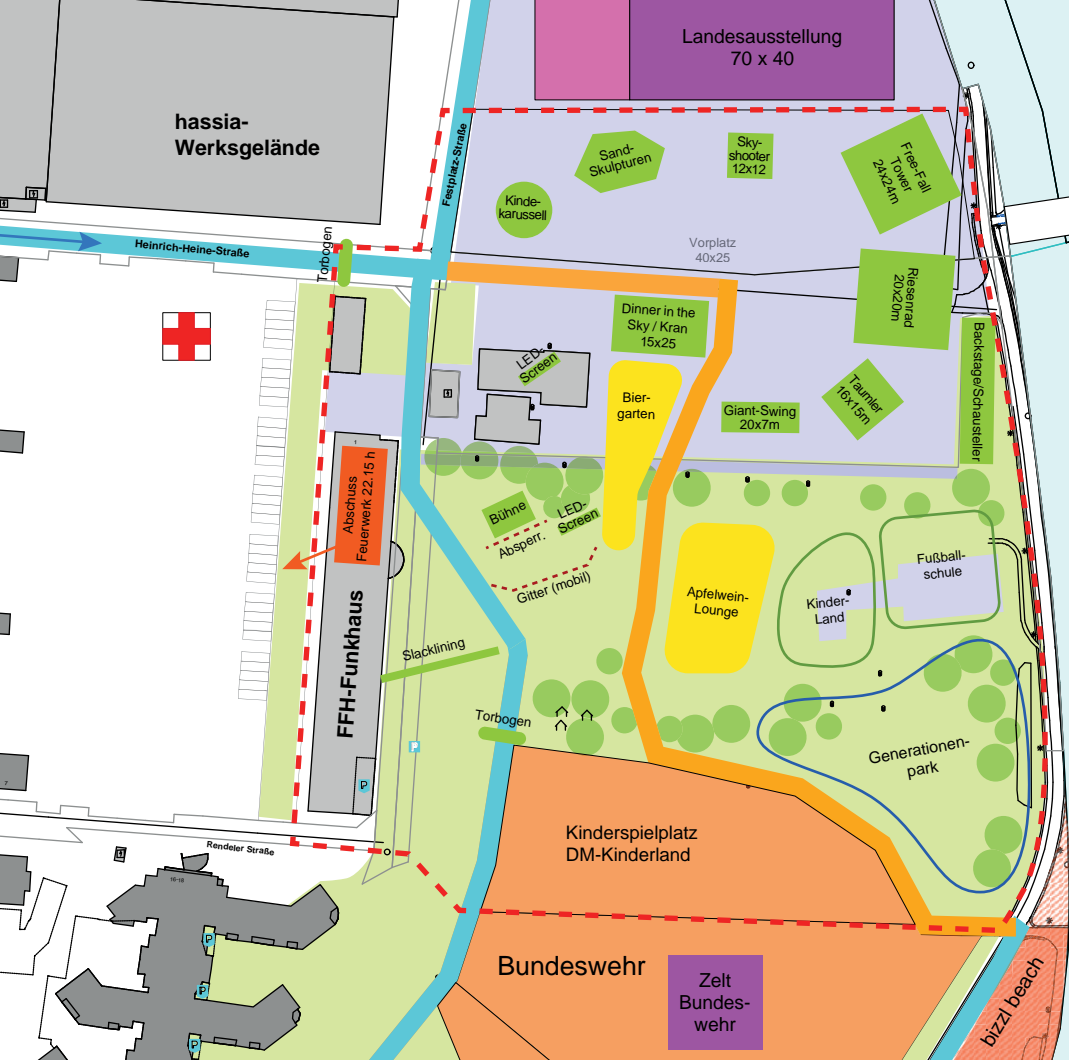 Landesausstellung
70 x 40
hassia-
Werksgelände
Festplatz-Straße
Sand-
Skulpturen
Sky-
shooter
12x12
Free-Fall
Tower
24x24m
Kinde-
karussell
Torbogen
Heinrich-Heine-Straße
Vorplatz
40x25
Riesenrad
20x20m
Dinner in the
Sky / Kran
15x25
LED-
Screen
Backstage/Schausteller
Bier-
garten
Taumler
16x15m
Giant-Swing
20x7m
Abschuss
Feuerwerk 22.15 h
Bühne
LED-
Screen
Absperr.
Gitter (mobil)
Fußball-
schule
Apfelwein-
Lounge
Kinder-
Land
FFH-Funkhaus
Slacklining
Torbogen
P
Generationen-
park
P
Kinderspielplatz
DM-Kinderland
Rendeler Straße
16-18
P
Bundeswehr
Zelt
Bundes-
wehr
P
bizzl beach
P